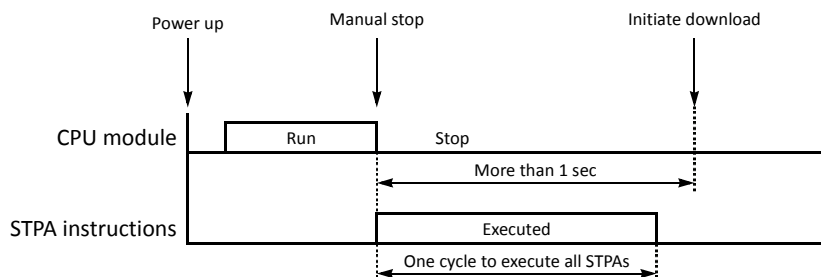 Power up
Manual stop
Initiate download
CPU module
Run
Stop
More than 1 sec
STPA instructions
Executed
One cycle to execute all STPAs